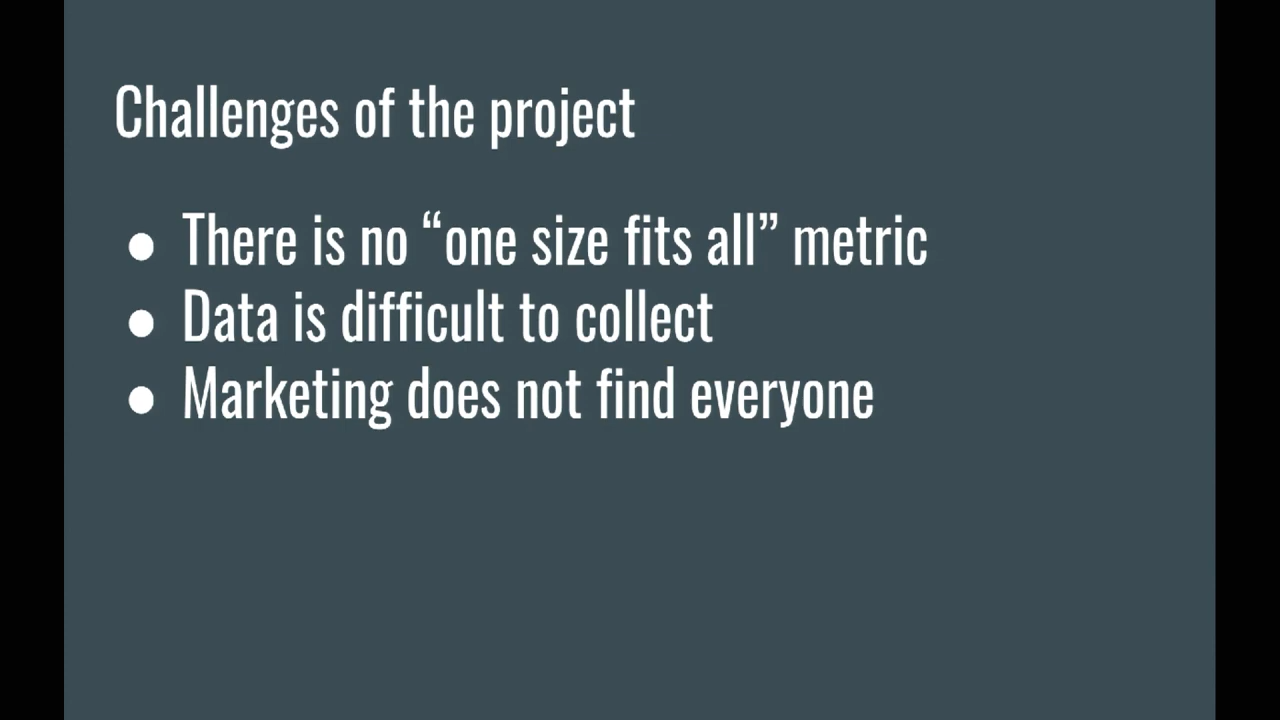 Challenges of the project
● There is no “one size fits all” metric
● Data is difficult to collect
● Marketing does not find everyone